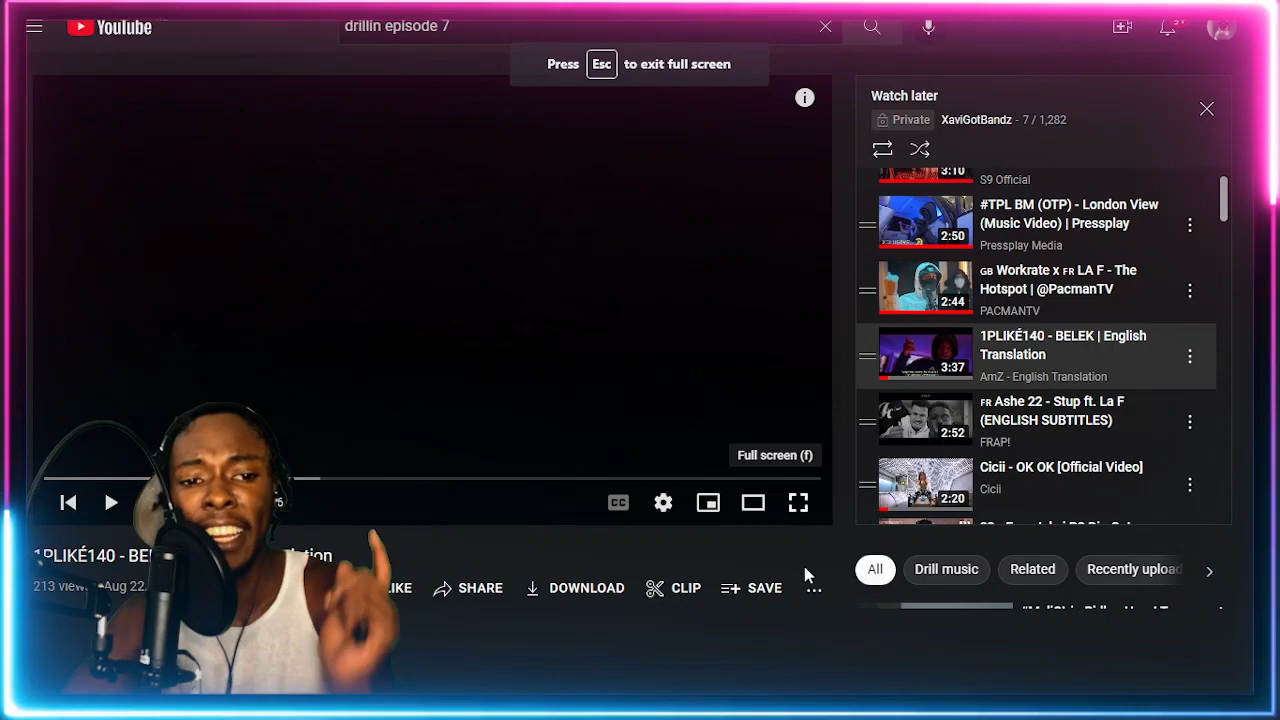 YouTube
drillin episode 7
Press Esc to exit full screen
Watch later
Private XaviGotBandz - 7 / 1,282
3:10
S9 Official
#TPL BM (OTP) - London View
(Music Video) | Pressplay
2:50
Pressplay Media
GB Workrate x FR LA F - The
Hotspot | @PacmanTV
2:44
PACMANTV
1PLIKÉ140 - BELEK | English
Translation
3:37
AmZ - English Translation
FR Ashe 22 - Stup ft. La F
(ENGLISH SUBTITLES)
2:52
FRAP!
Cicii - OK OK [Official Video]
Cicii
2:20
Full screen (f)
CC
1PLIKÉ140 -
213 Aug 22
SHARE DOWNLOAD CLIP SAVE
All Drill music Related Recently upload